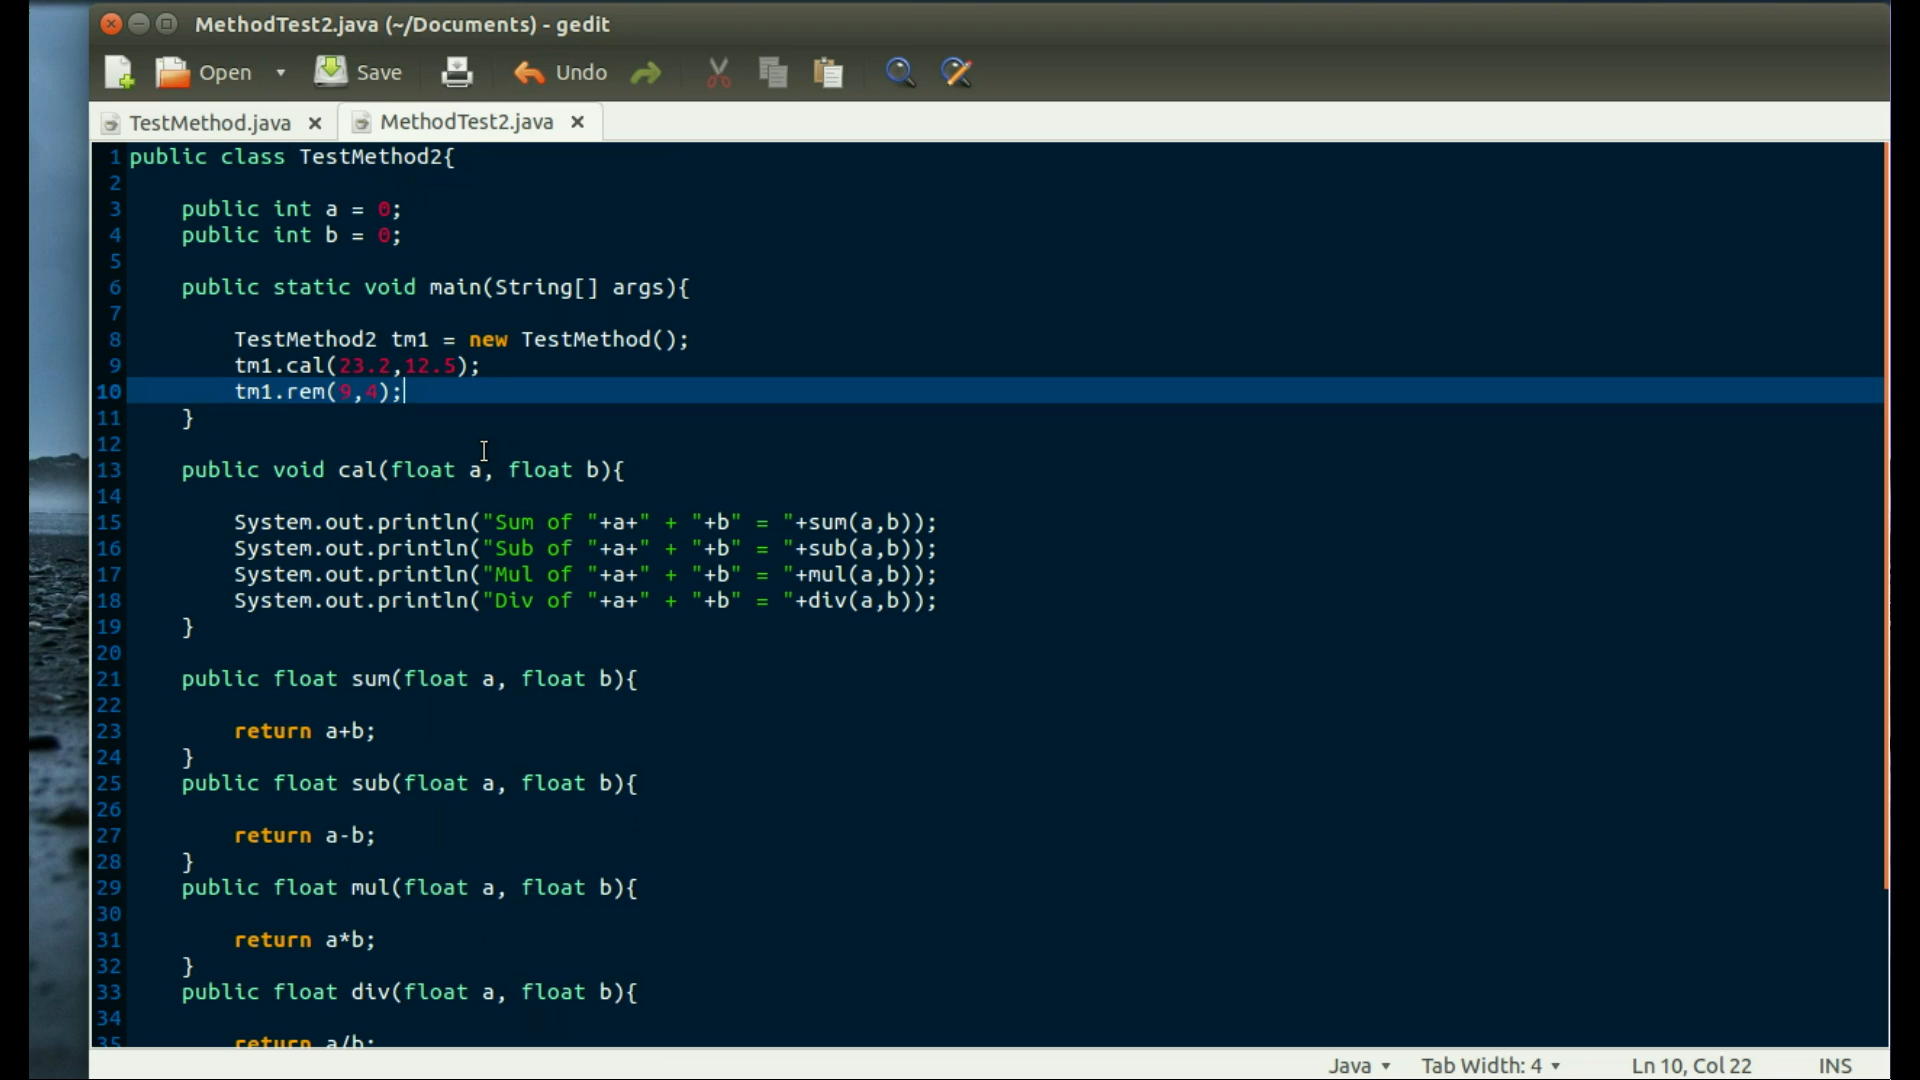 MethodTest2.java (~/Documents) - gedit
Open Save Undo
TestMethod.java MethodTest2.java
1 public class TestMethod2{
2
3 public int a = 0;
4 public int b = 0;
5
6 public static void main(String[] args){
7
8 TestMethod2 tm1 = new TestMethod();
9 tm1.cal(23.2,12.5);
10 tm1.rem(9,4);
11 }
12
13 public void cal(float a, float b){
14
15 System.out.println("Sum of "+a+" + "+b" = "+sum(a,b));
16 System.out.println("Sub of "+a+" + "+b" = "+sub(a,b));
17 System.out.println("Mul of "+a+" + "+b" = "+mul(a,b));
18 System.out.println("Div of "+a+" + "+b" = "+div(a,b));
19 }
20
21 public float sum(float a, float b){
22
23 return a+b;
24 }
25 public float sub(float a, float b){
26
27 return a-b;
28 }
29 public float mul(float a, float b){
30
31 return a*b;
32 }
33 public float div(float a, float b){
34
35 return a/b;
Java Tab Width: 4 Ln 10, Col 22 INS